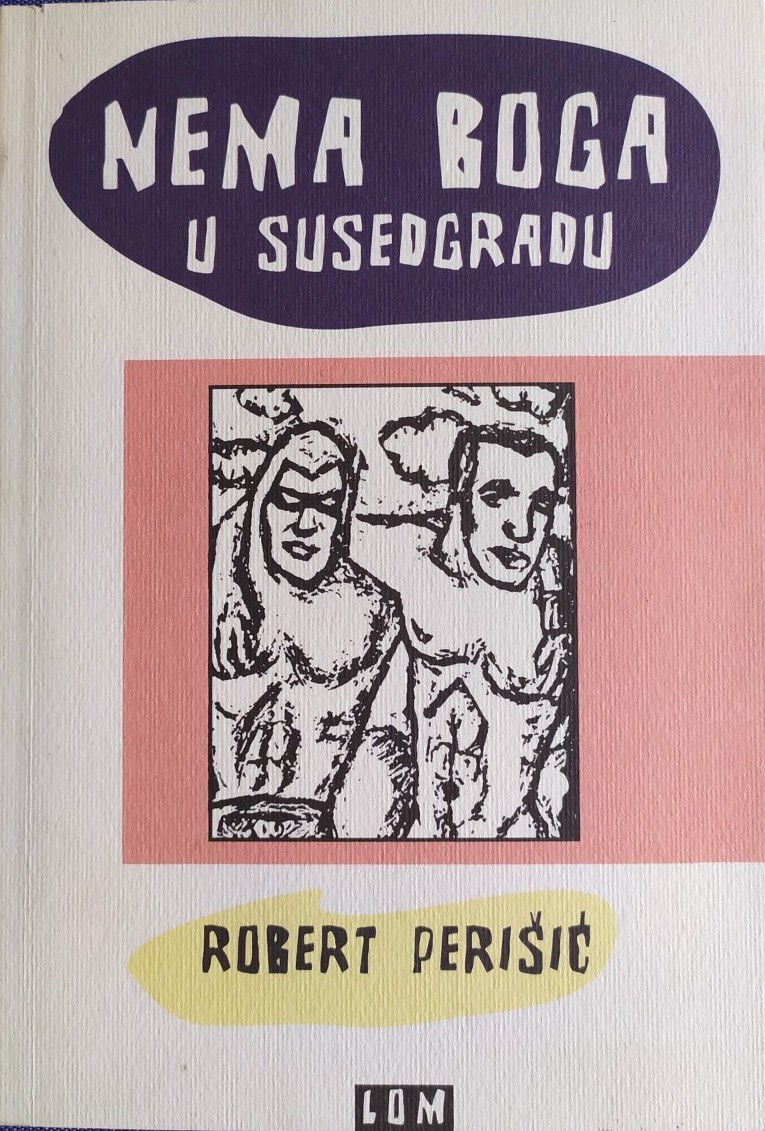 NEMA BOGA
U SUSEDGRADU
ROBERT PERIŠIĆ
LOM